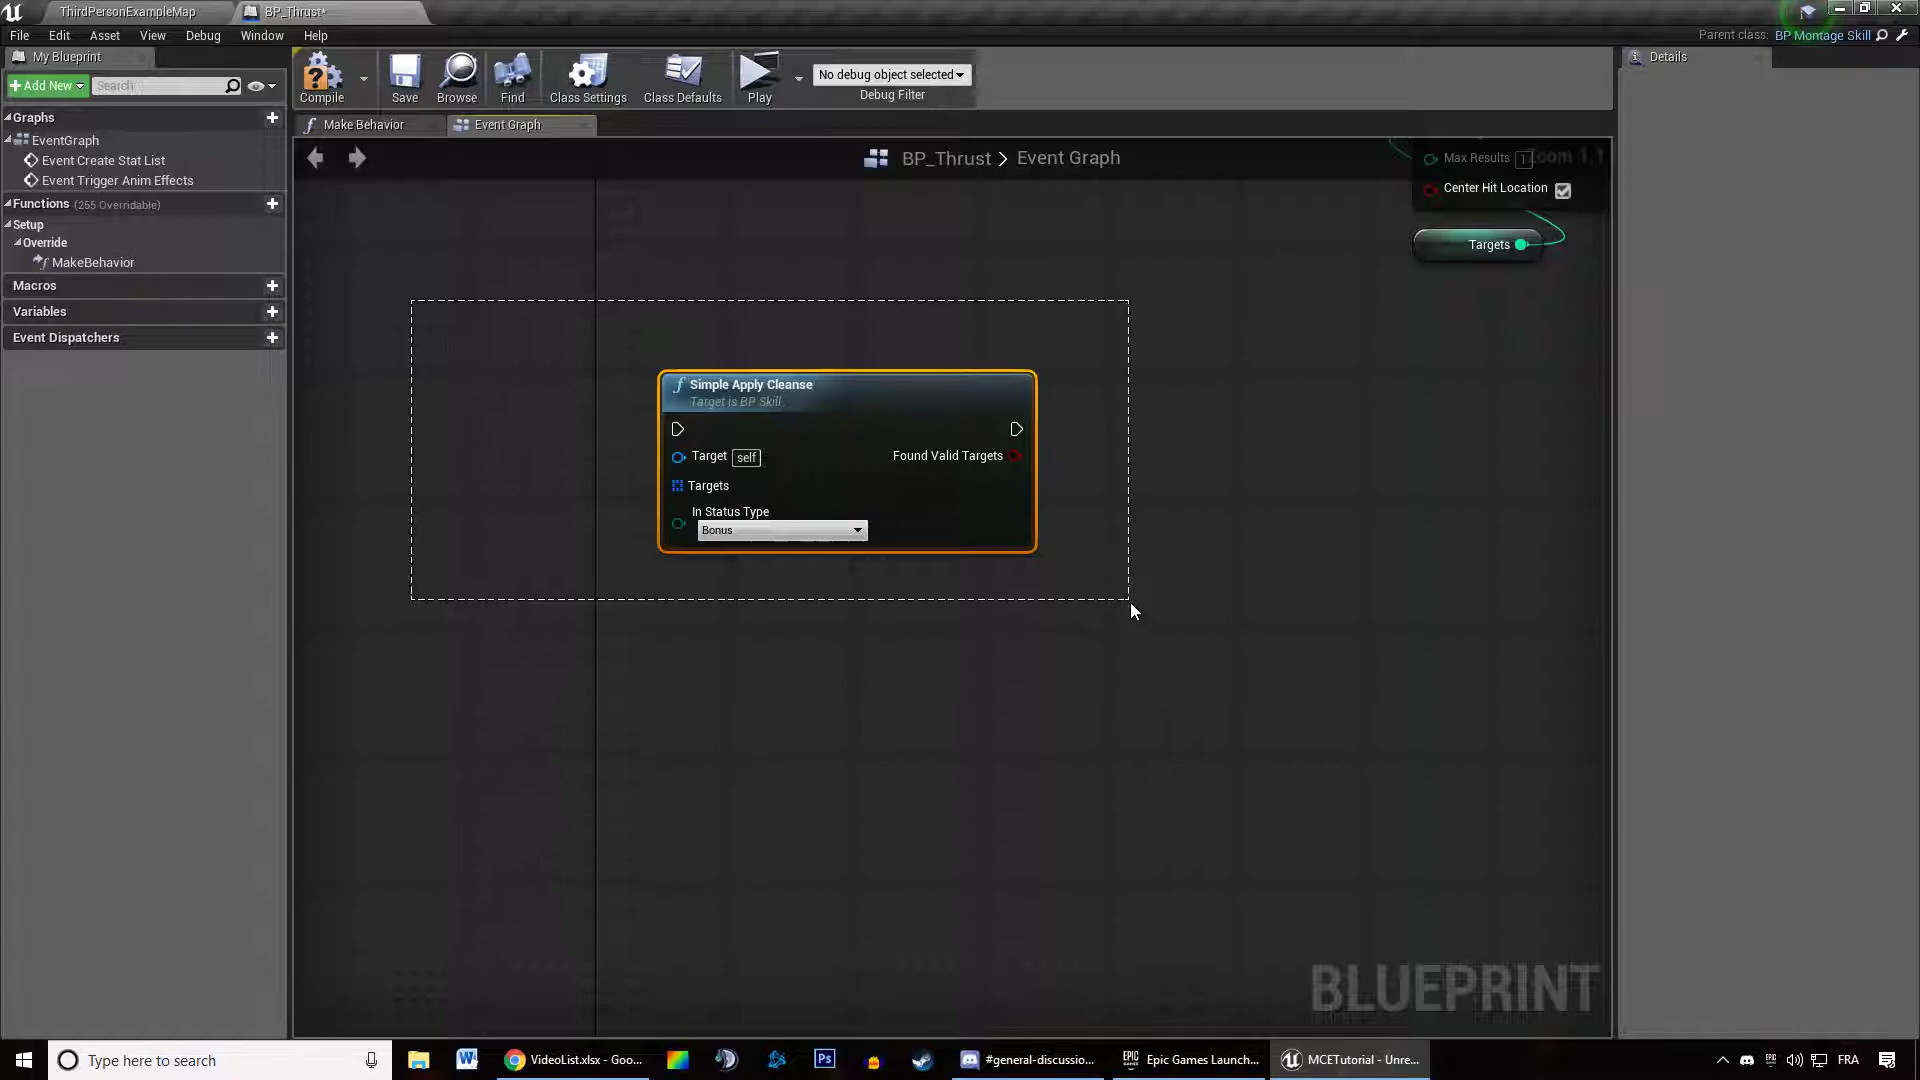 ThirdPersonExampleMap
BP_Thrust*
File Edit Asset View Debug Window Help
Parent class: BP Montage Skill
My Blueprint
Add New
Search
Graphs
EventGraph
Event Create Stat List
Event Trigger Anim Effects
Functions (255 Overridable)
Setup
Override
MakeBehavior
Macros
Variables
Event Dispatchers
Compile
Save
Browse
Find
Class Settings
Class Defaults
Play
No debug object selected
Debug Filter
Make Behavior
Event Graph
BP_Thrust > Event Graph
Zoom 1:1
Max Results 1
Center Hit Location
Targets
Simple Apply Cleanse
Target is BP Skill
Target self
Found Valid Targets
Targets
In Status Type
Bonus
BLUEPRINT
Details
Type here to search
VideoList.xlsx - Goo...
Ps
#general-discussio...
Epic Games Launch...
MCETutorial - Unre...
FRA